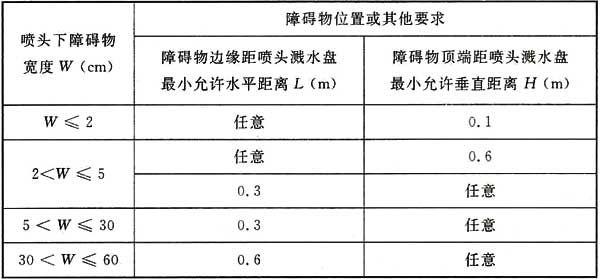 喷头下障碍物
宽度 W（cm）
障碍物位置或其他要求
障碍物边缘距喷头溅水盘
最小允许水平距离 L（m）
障碍物顶端距喷头溅水盘
最小允许垂直距离 H（m）
W ⩽ 2
任意
0.1
2<W ⩽ 5
任意
0.6
0.3
任意
5 < W ⩽ 30
0.3
任意
30 < W ⩽ 60
0.6
任意